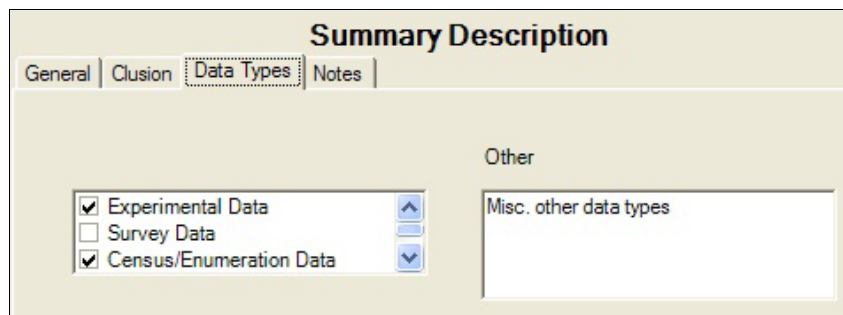 Summary Description
General Clusion Data Types Notes
Other
Experimental Data
Survey Data
Census/Enumeration Data
Misc. other data types